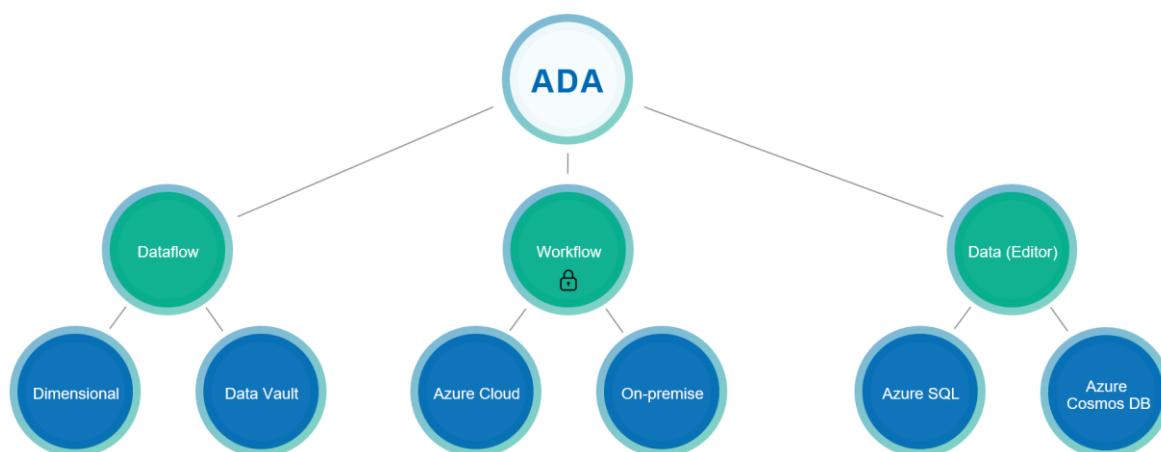 ADA
Dataflow
Workflow
Data (Editor)
Dimensional
Data Vault
Azure Cloud
On-premise
Azure SQL
Azure
Cosmos DB